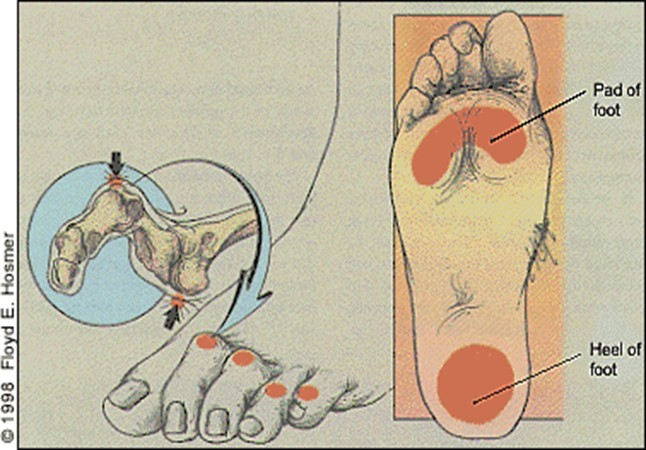 © 1998 Floyd E. Hosmer
Pad of
foot
Heel of
foot